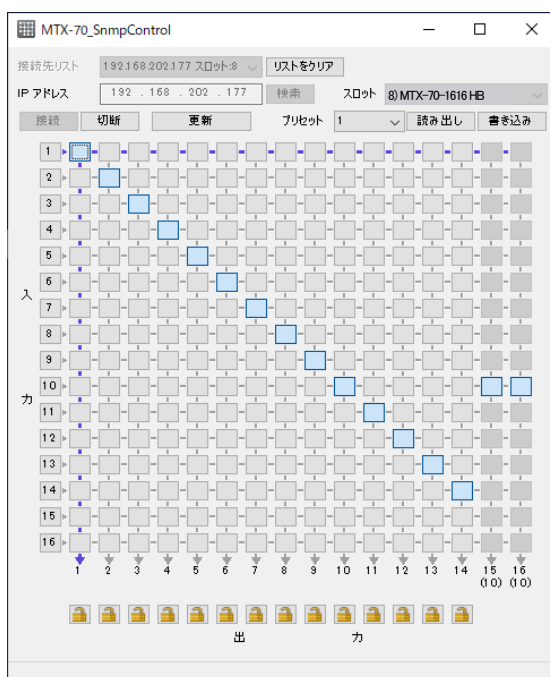 MTX-70_SnmpControl
接続先リスト 192.168.202.177 スロット:8 リストをクリア
IP アドレス 192 . 168 . 202 . 177 検索 スロット 8) MTX-70-1616 HB
接続 切断 更新 プリセット 1 読み出し 書き込み
1
2
3
4
5
6
入
7
8
9
10
力
11
12
13
14
15
16
1 2 3 4 5 6 7 8 9 10 11 12 13 14 15 16
(10) (10)
出 力